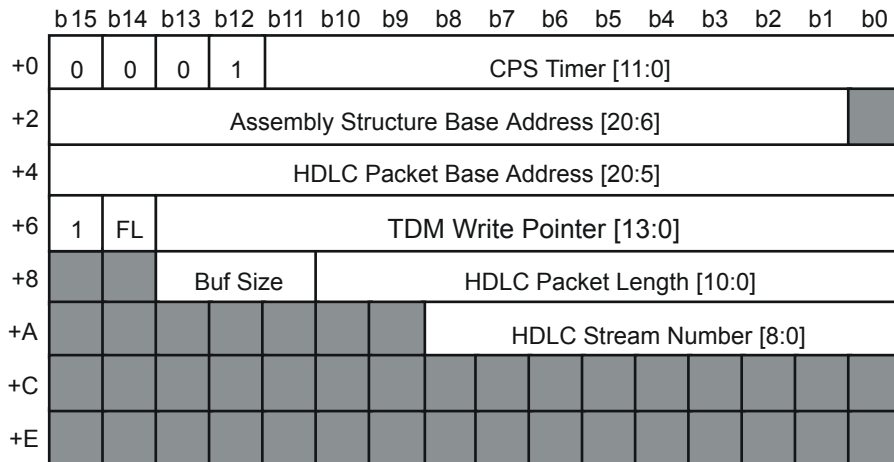 b15 b14 b13 b12 b11 b10 b9 b8 b7 b6 b5 b4 b3 b2 b1 b0
+0 0 0 0 1 CPS Timer [11:0]
+2 Assembly Structure Base Address [20:6]
+4 HDLC Packet Base Address [20:5]
+6 1 FL TDM Write Pointer [13:0]
+8 Buf Size HDLC Packet Length [10:0]
+A HDLC Stream Number [8:0]
+C
+E